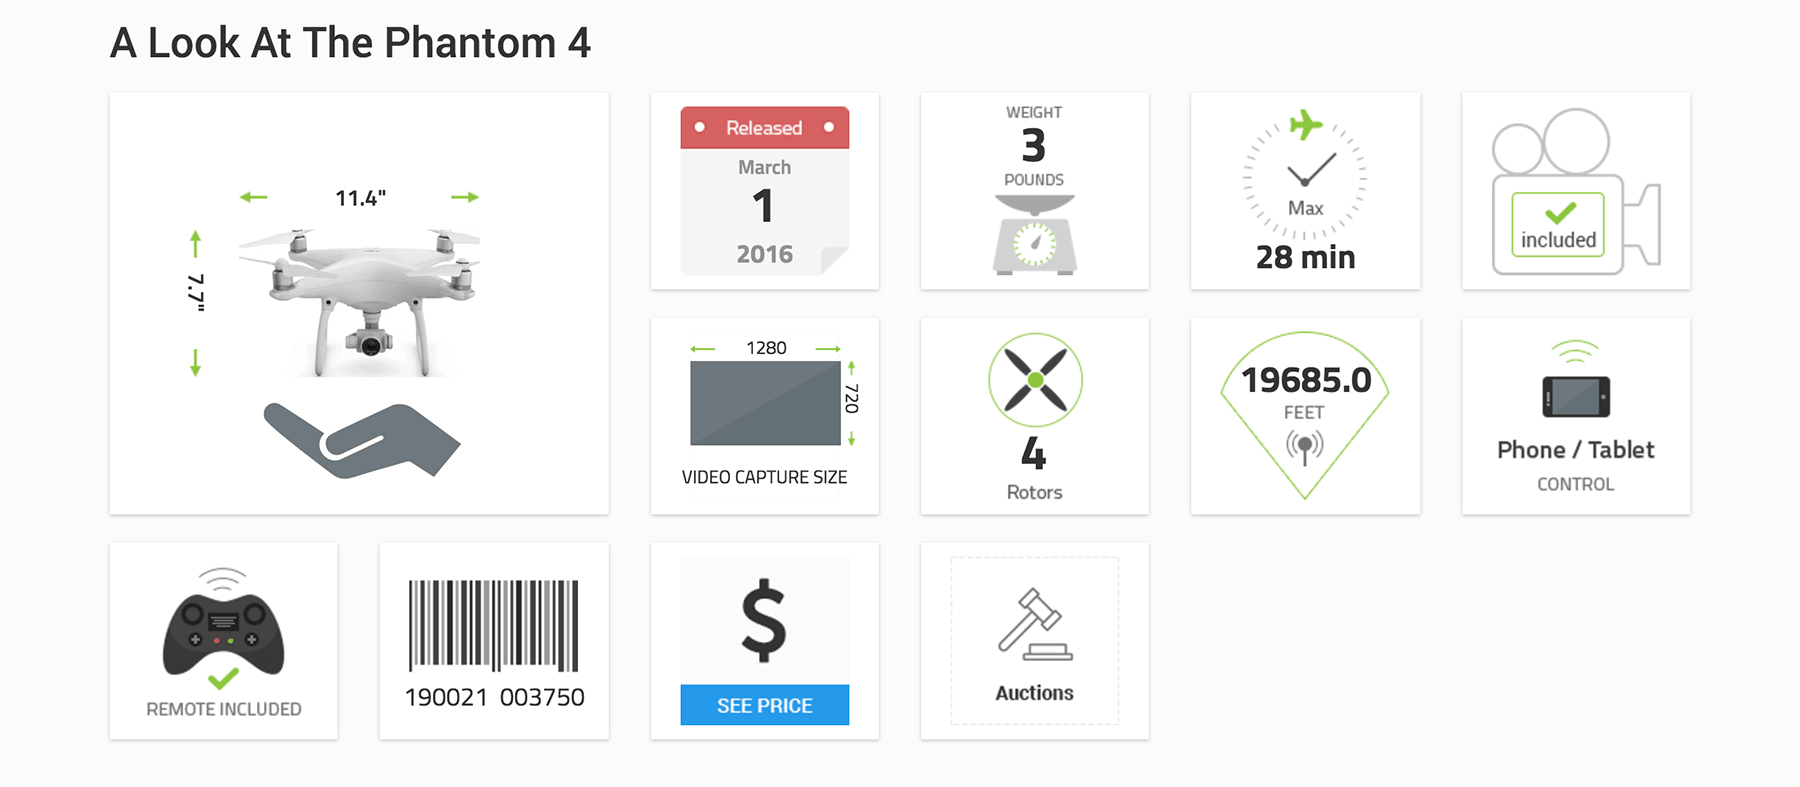 A Look At The Phantom 4
11.4"
7.7"
Released
March
1
2016
WEIGHT
3
POUNDS
Max
28 min
included
1280
720
VIDEO CAPTURE SIZE
4
Rotors
19685.0
FEET
Phone / Tablet
CONTROL
REMOTE INCLUDED
190021 003750
$
SEE PRICE
Auctions